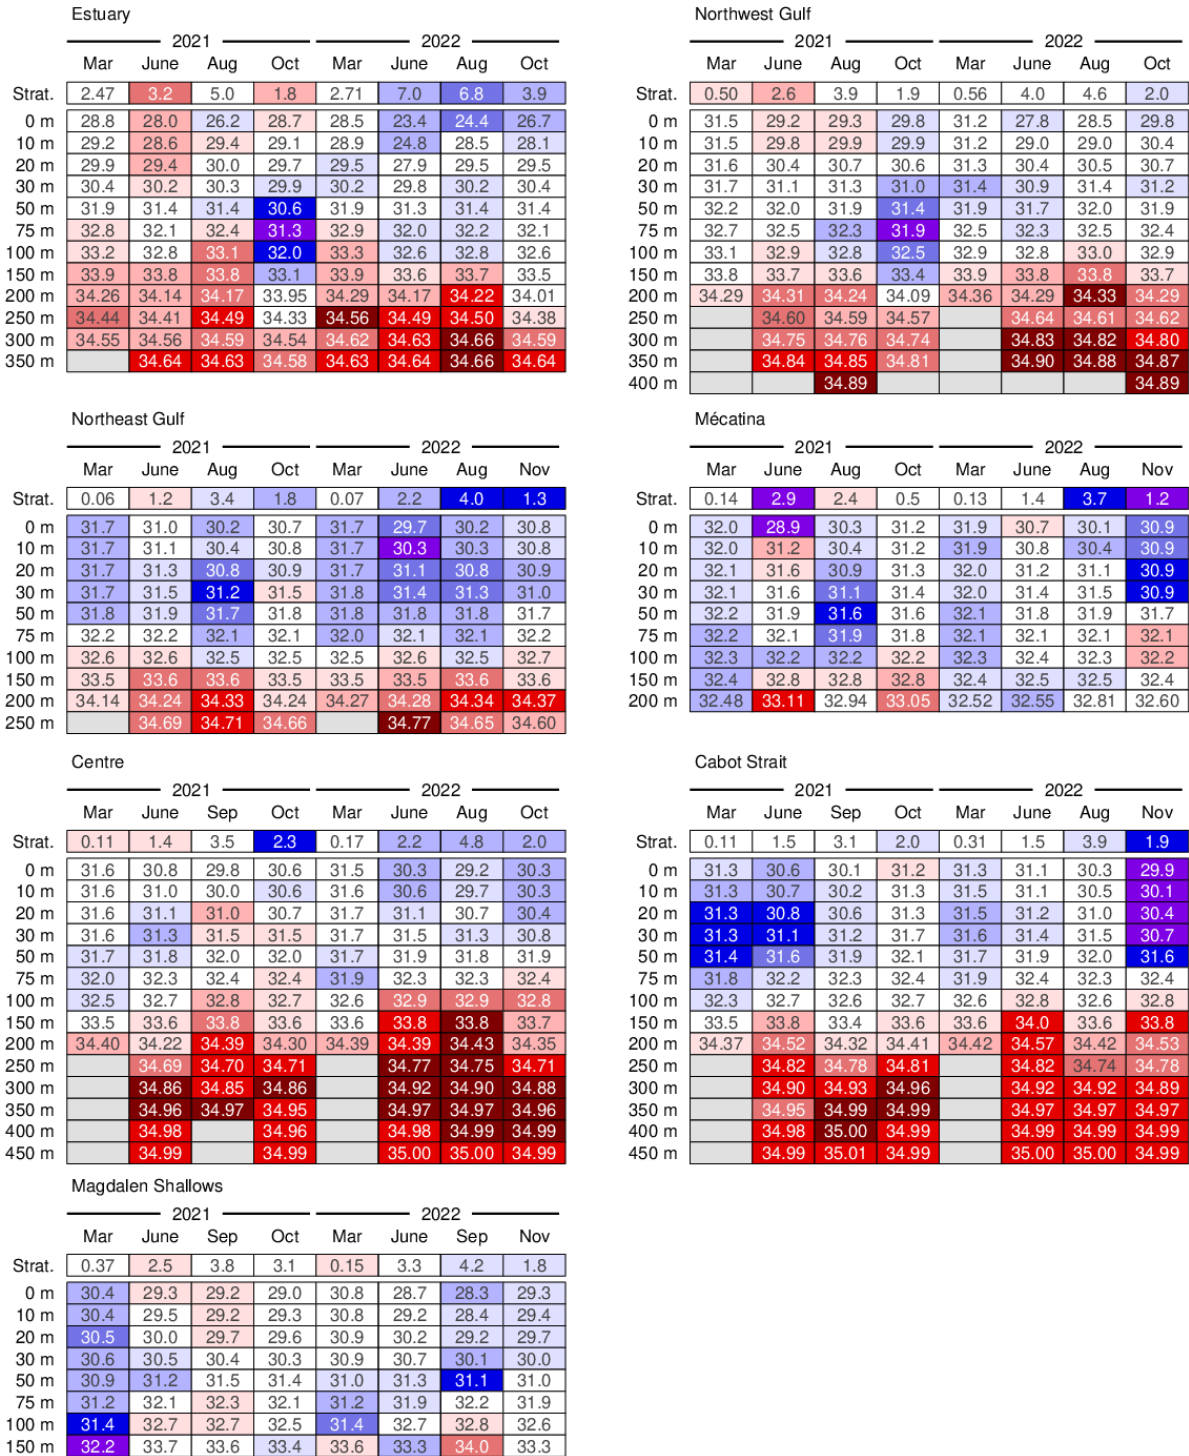 Estuary
2021 2022
Mar June Aug Oct Mar June Aug Oct
Strat. 2.47 3.2 5.0 1.8 2.71 7.0 6.8 3.9
0 m 28.8 28.0 26.2 28.7 28.5 23.4 24.4 26.7
10 m 29.2 28.6 29.4 29.1 28.9 24.8 28.5 28.1
20 m 29.9 29.4 30.0 29.7 29.5 27.9 29.5 29.5
30 m 30.4 30.2 30.3 29.9 30.2 29.8 30.2 30.4
50 m 31.9 31.4 31.4 30.6 31.9 31.3 31.4 31.4
75 m 32.8 32.1 32.4 31.3 32.9 32.0 32.2 32.1
100 m 33.2 32.8 33.1 32.0 33.3 32.6 32.8 32.6
150 m 33.9 33.8 33.8 33.1 33.9 33.6 33.7 33.5
200 m 34.26 34.14 34.17 33.95 34.29 34.17 34.22 34.01
250 m 34.44 34.41 34.49 34.33 34.56 34.49 34.50 34.38
300 m 34.55 34.56 34.59 34.54 34.62 34.63 34.66 34.59
350 m 34.64 34.63 34.58 34.63 34.64 34.66 34.64
Northwest Gulf
2021 2022
Mar June Aug Oct Mar June Aug Oct
Strat. 0.50 2.6 3.9 1.9 0.56 4.0 4.6 2.0
0 m 31.5 29.2 29.3 29.8 31.2 27.8 28.5 29.8
10 m 31.5 29.8 29.9 29.9 31.2 29.0 29.0 30.4
20 m 31.6 30.4 30.7 30.6 31.3 30.4 30.5 30.7
30 m 31.7 31.1 31.3 31.0 31.4 30.9 31.4 31.2
50 m 32.2 32.0 31.9 31.4 31.9 31.7 32.0 31.9
75 m 32.7 32.5 32.3 31.9 32.5 32.3 32.5 32.4
100 m 33.1 32.9 32.8 32.5 32.9 32.8 33.0 32.9
150 m 33.8 33.7 33.6 33.4 33.9 33.8 33.8 33.7
200 m 34.29 34.31 34.24 34.09 34.36 34.29 34.33 34.29
250 m 34.60 34.59 34.57 34.64 34.61 34.62
300 m 34.75 34.76 34.74 34.83 34.82 34.80
350 m 34.84 34.85 34.81 34.90 34.88 34.87
400 m 34.89 34.89
Northeast Gulf
2021 2022
Mar June Aug Oct Mar June Aug Nov
Strat. 0.06 1.2 3.4 1.8 0.07 2.2 4.0 1.3
0 m 31.7 31.0 30.2 30.7 31.7 29.7 30.2 30.8
10 m 31.7 31.1 30.4 30.8 31.7 30.3 30.3 30.8
20 m 31.7 31.3 30.8 30.9 31.7 31.1 30.8 30.9
30 m 31.7 31.5 31.2 31.5 31.8 31.4 31.3 31.0
50 m 31.8 31.9 31.7 31.8 31.8 31.8 31.8 31.7
75 m 32.2 32.2 32.1 32.1 32.0 32.1 32.1 32.2
100 m 32.6 32.6 32.5 32.5 32.5 32.6 32.5 32.7
150 m 33.5 33.6 33.6 33.5 33.5 33.5 33.6 33.6
200 m 34.14 34.24 34.33 34.24 34.27 34.28 34.34 34.37
250 m 34.69 34.71 34.66 34.77 34.65 34.60
Mécatina
2021 2022
Mar June Aug Oct Mar June Aug Nov
Strat. 0.14 2.9 2.4 0.5 0.13 1.4 3.7 1.2
0 m 32.0 28.9 30.3 31.2 31.9 30.7 30.1 30.9
10 m 32.0 31.2 30.4 31.2 31.9 30.8 30.4 30.9
20 m 32.1 31.6 30.9 31.3 32.0 31.2 31.1 30.9
30 m 32.1 31.6 31.1 31.4 32.0 31.4 31.5 30.9
50 m 32.2 31.9 31.6 31.6 32.1 31.8 31.9 31.7
75 m 32.2 32.1 31.9 31.8 32.1 32.1 32.1 32.1
100 m 32.3 32.2 32.2 32.2 32.3 32.4 32.3 32.2
150 m 32.4 32.8 32.8 32.8 32.4 32.5 32.5 32.4
200 m 32.48 33.11 32.94 33.05 32.52 32.55 32.81 32.60
Centre
2021 2022
Mar June Sep Oct Mar June Aug Oct
Strat. 0.11 1.4 3.5 2.3 0.17 2.2 4.8 2.0
0 m 31.6 30.8 29.8 30.6 31.5 30.3 29.2 30.3
10 m 31.6 31.0 30.0 30.6 31.6 30.6 29.7 30.3
20 m 31.6 31.1 31.0 30.7 31.7 31.1 30.7 30.4
30 m 31.6 31.3 31.5 31.5 31.7 31.5 31.3 30.8
50 m 31.7 31.8 32.0 32.0 31.7 31.9 31.8 31.9
75 m 32.0 32.3 32.4 32.4 31.9 32.3 32.3 32.4
100 m 32.5 32.7 32.8 32.7 32.6 32.9 32.9 32.8
150 m 33.5 33.6 33.8 33.6 33.6 33.8 33.8 33.7
200 m 34.40 34.22 34.39 34.30 34.39 34.39 34.43 34.35
250 m 34.69 34.70 34.71 34.77 34.75 34.71
300 m 34.86 34.85 34.86 34.92 34.90 34.88
350 m 34.96 34.97 34.95 34.97 34.97 34.96
400 m 34.98 34.96 34.98 34.99 34.99
450 m 34.99 34.99 35.00 35.00 34.99
Cabot Strait
2021 2022
Mar June Sep Oct Mar June Aug Nov
Strat. 0.11 1.5 3.1 2.0 0.31 1.5 3.9 1.9
0 m 31.3 30.6 30.1 31.2 31.3 31.1 30.3 29.9
10 m 31.3 30.7 30.2 31.3 31.5 31.1 30.5 30.1
20 m 31.3 30.8 30.6 31.3 31.5 31.2 31.0 30.4
30 m 31.3 31.1 31.2 31.7 31.6 31.4 31.5 30.7
50 m 31.4 31.6 31.9 32.1 31.7 31.9 32.0 31.6
75 m 31.8 32.2 32.3 32.4 31.9 32.4 32.3 32.4
100 m 32.3 32.7 32.6 32.7 32.6 32.8 32.6 32.8
150 m 33.5 33.8 33.4 33.6 33.6 34.0 33.6 33.8
200 m 34.37 34.52 34.32 34.41 34.42 34.57 34.42 34.53
250 m 34.82 34.78 34.81 34.82 34.74 34.78
300 m 34.90 34.93 34.96 34.92 34.92 34.89
350 m 34.95 34.99 34.99 34.97 34.97 34.97
400 m 34.98 35.00 34.99 34.99 34.99 34.99
450 m 34.99 35.01 34.99 35.00 35.00 34.99
Magdalen Shallows
2021 2022
Mar June Sep Oct Mar June Sep Nov
Strat. 0.37 2.5 3.8 3.1 0.15 3.3 4.2 1.8
0 m 30.4 29.3 29.2 29.0 30.8 28.7 28.3 29.3
10 m 30.4 29.5 29.2 29.3 30.8 29.2 28.4 29.4
20 m 30.5 30.0 29.7 29.6 30.9 30.2 29.2 29.7
30 m 30.6 30.5 30.4 30.3 30.9 30.7 30.1 30.0
50 m 30.9 31.2 31.5 31.4 31.0 31.3 31.1 31.0
75 m 31.2 32.1 32.3 32.1 31.2 31.9 32.2 31.9
100 m 31.4 32.7 32.7 32.5 31.4 32.7 32.8 32.6
150 m 32.2 33.7 33.6 33.4 33.6 33.3 34.0 33.3